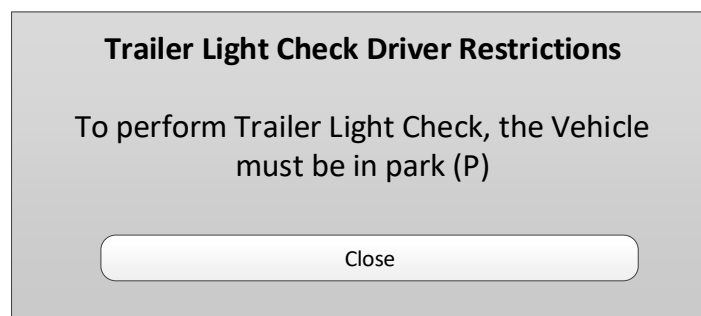 Trailer Light Check Driver Restrictions
To perform Trailer Light Check, the Vehicle
must be in park (P)
Close